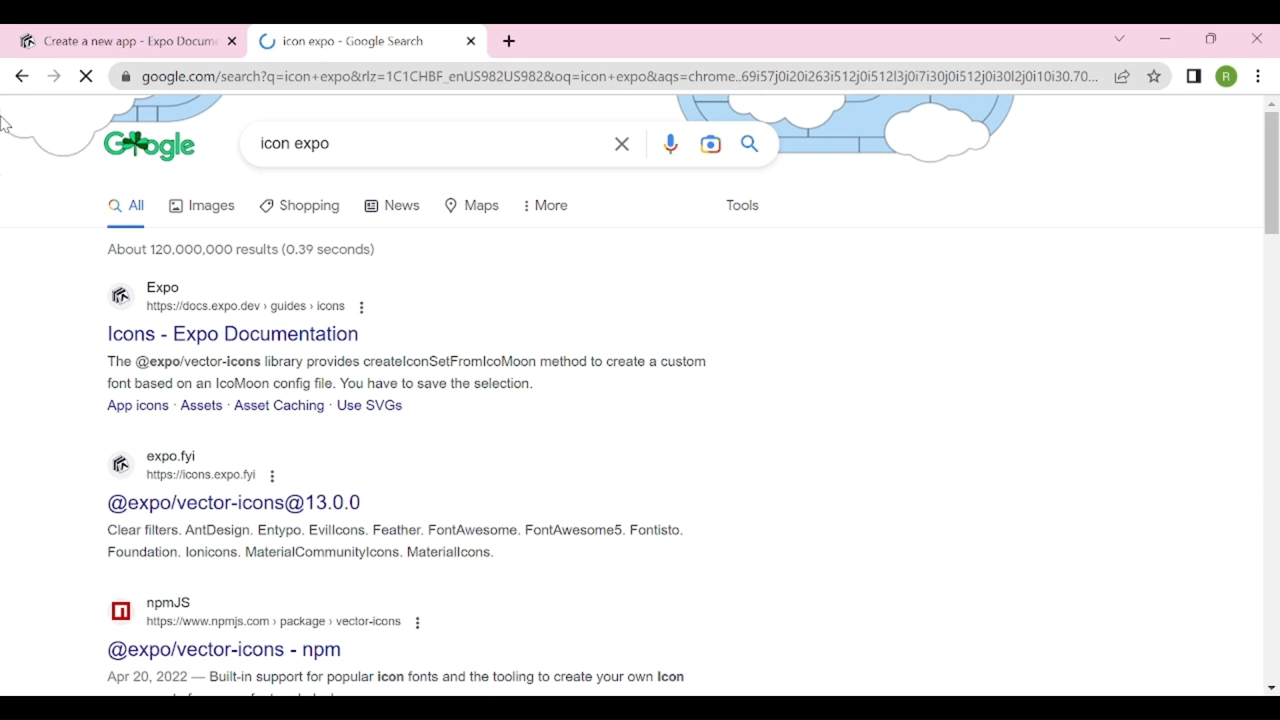 Create a new app - Expo Docume
icon expo - Google Search
google.com/search?q=icon+expo&rlz=1C1CHBF_enUS982US982&oq=icon+expo&aqs=chrome..69i57j0i20i263i512j0i512l3j0i7i30j0i512j0i30l2j0i10i30.70...
R
Google
icon expo
All Images Shopping News Maps More Tools
About 120,000,000 results (0.39 seconds)
Expo
https://docs.expo.dev › guides › icons
Icons - Expo Documentation
The @expo/vector-icons library provides createIconSetFromIcoMoon method to create a custom
font based on an IcoMoon config file. You have to save the selection.
App icons · Assets · Asset Caching · Use SVGs
expo.fyi
https://icons.expo.fyi
@expo/vector-icons@13.0.0
Clear filters. AntDesign. Entypo. EvilIcons. Feather. FontAwesome. FontAwesome5. Fontisto.
Foundation. Ionicons. MaterialCommunityIcons. MaterialIcons.
npmJS
https://www.npmjs.com › package › vector-icons
@expo/vector-icons - npm
Apr 20, 2022 — Built-in support for popular icon fonts and the tooling to create your own Icon